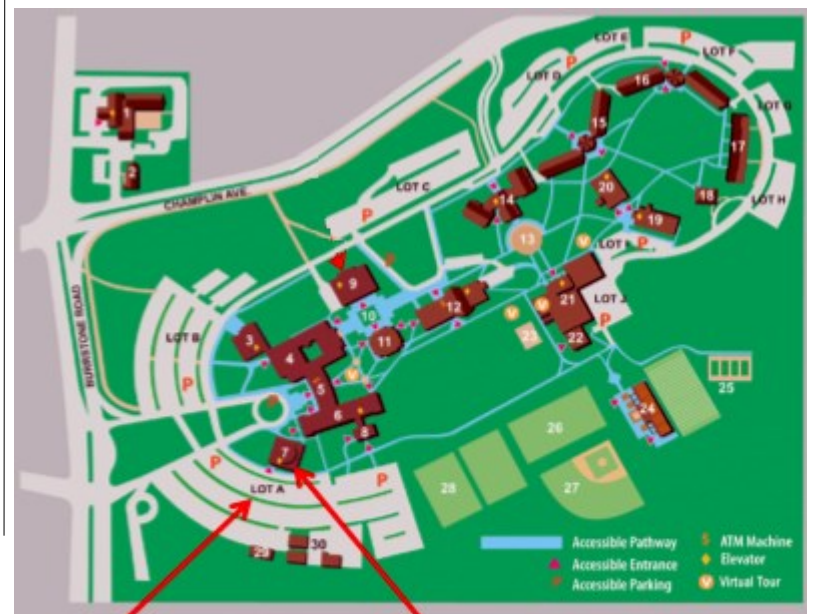 LOT E
P
LOT F
P
LOT D
16
LOT G
15
1
17
2
LOT C
20
14
18
LOT H
CHAMPLIN AVE.
P
19
13
V
P
9
21
LOT J
12
V
10
V
P
BURRSTONE ROAD
3
11
23
22
LOT B
4
V
25
5
P
24
6
26
8
7
P
P
27
LOT A
28
30
29
Accessible Pathway
$ ATM Machine
Accessible Entrance
Elevator
P Accessible Parking
V Virtual Tour